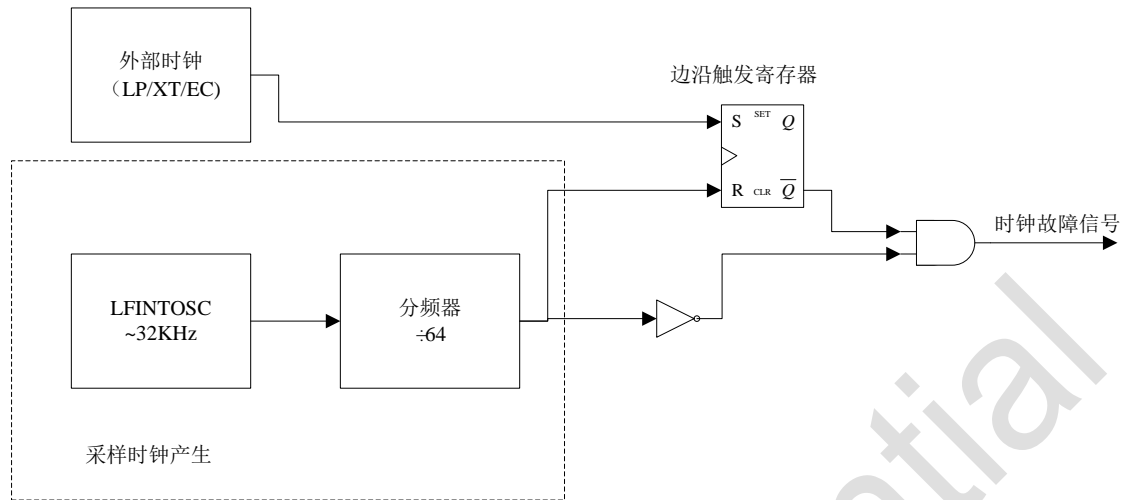 外部时钟
（LP/XT/EC)
边沿触发寄存器
S SET Q
R CLR Q
时钟故障信号
LFINTOSC
~32KHz
分频器
÷64
采样时钟产生
tial